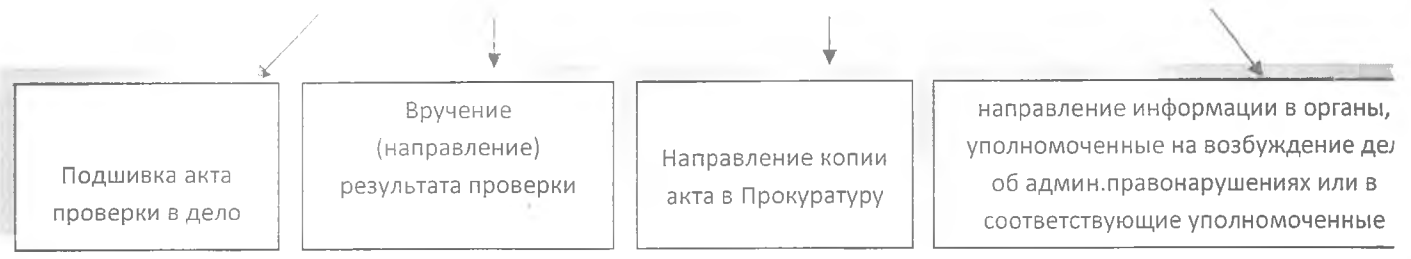 Подшивка акта
проверки в дело
Вручение
(направление)
результата проверки
Направление копии
акта в Прокуратуру
направление информации в органы,
уполномоченные на возбуждение дел
об админ.правонарушениях или в
соответствующие уполномоченные